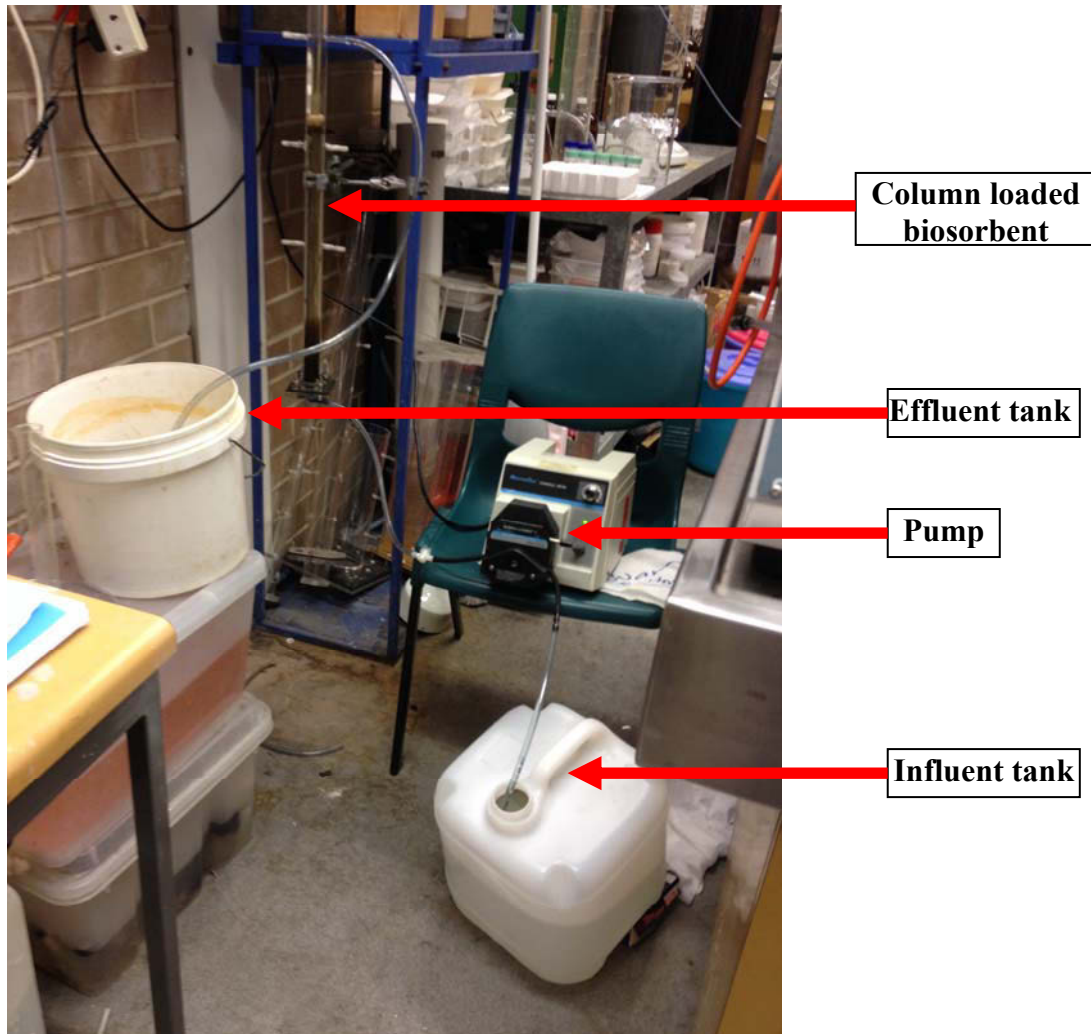 Column loaded
biosorbent
Effluent tank
Pump
Influent tank